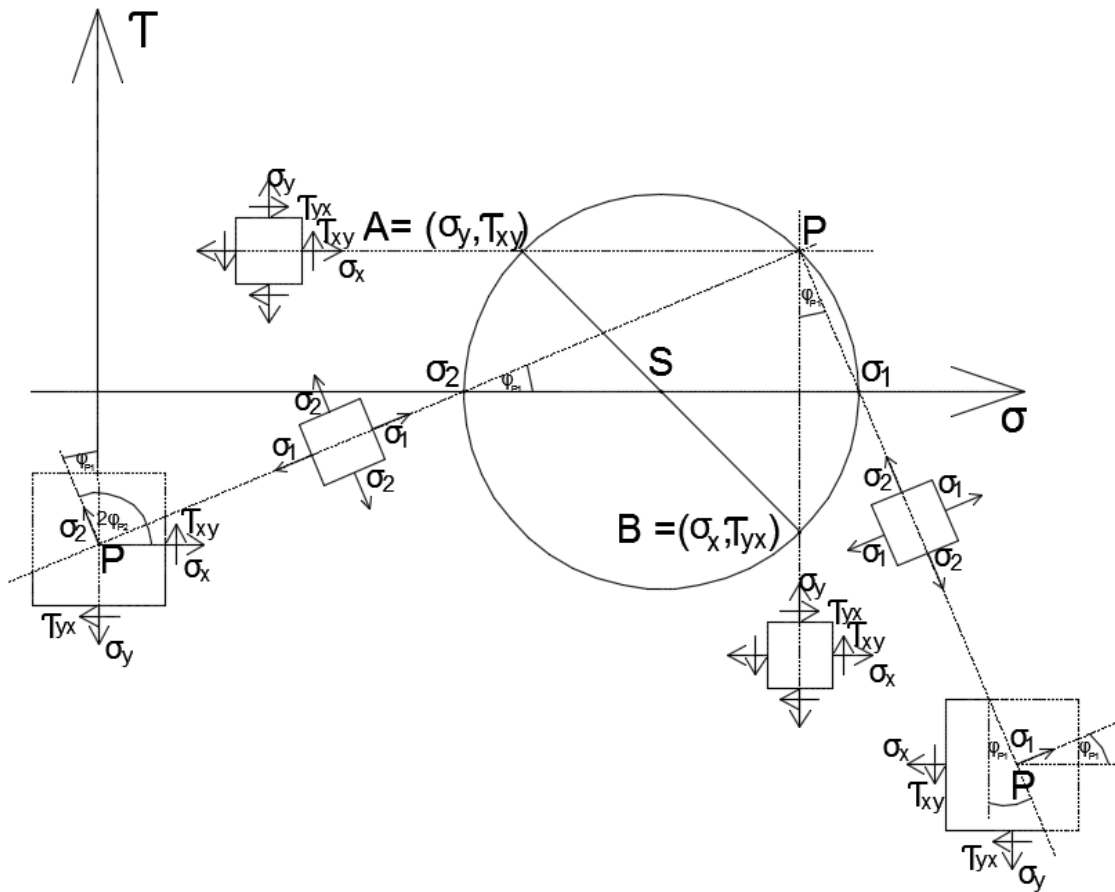 τ
σy
τyx
τxy
A= (σy,τxy)
P
σx
φP1
σ2
φP1
S
σ1
σ
σ2
σ1
σ1
σ2
φP1
σ2
2φP2
τxy
P
σx
τyx
σy
B =(σx,τyx)
σ2
σ1
σ1
σ2
σy
τyx
τxy
σx
σx
φP1
σ1
φP1
P
τxy
τyx
σy